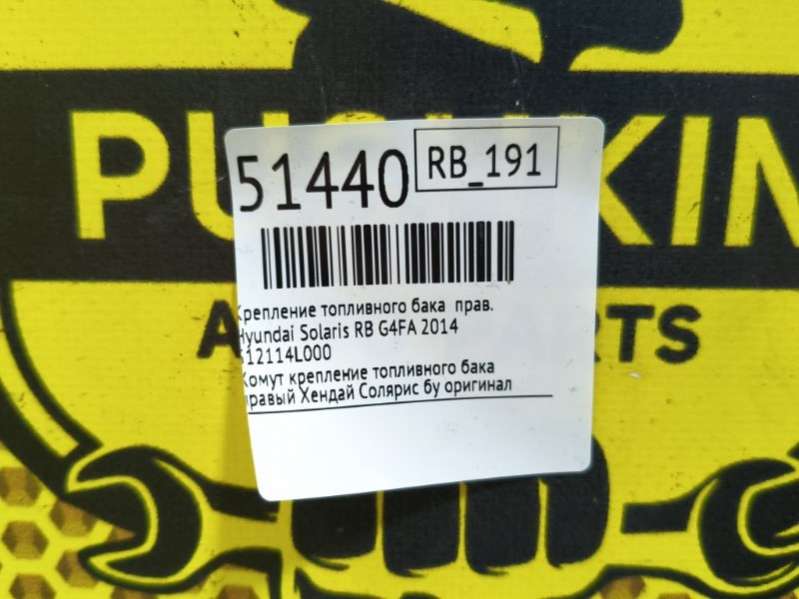 51440
RB_191
Крепление топливного бака прав.
Hyundai Solaris RB G4FA 2014
12114L000
Хомут крепление топливного бака
правый Хендай Солярис бу оригинал